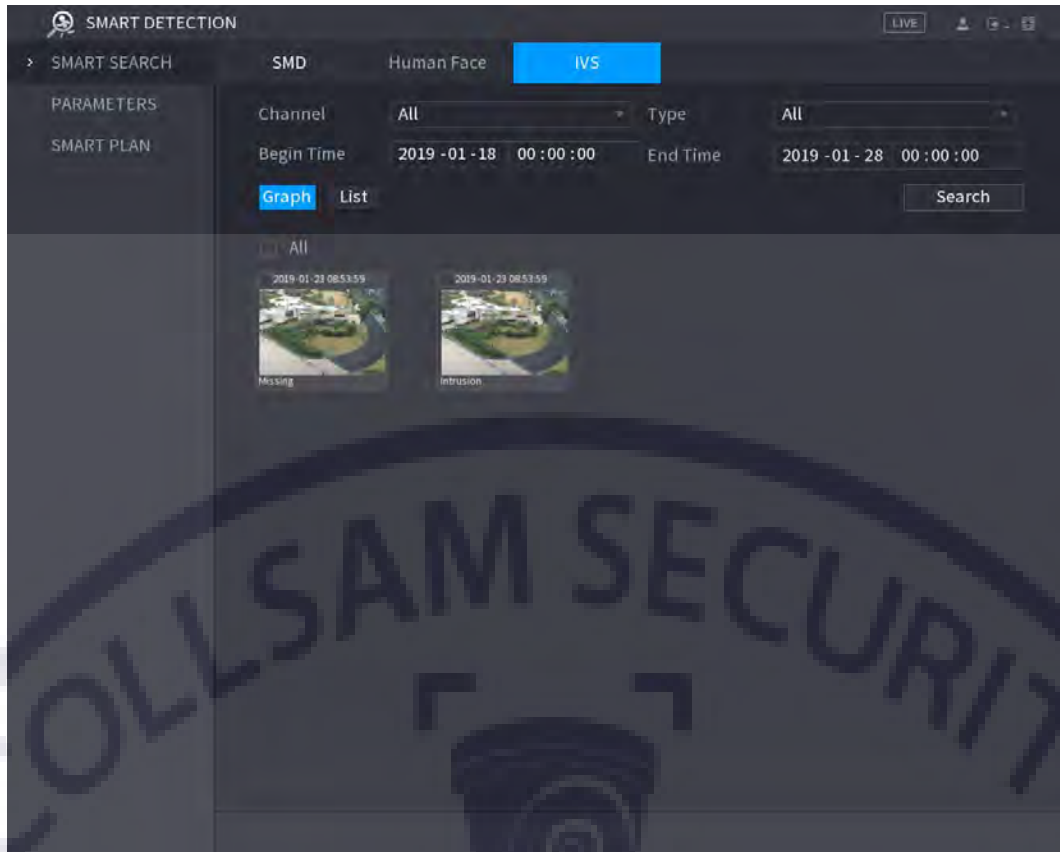 SMART DETECTION LIVE
SMART SEARCH SMD Human Face IVS
PARAMETERS
SMART PLAN
Channel All Type All
Begin Time 2019 -01 -18 00 :00 :00 End Time 2019 -01 - 28 00 : 00 : 00
Graph List Search
All
2019-01-23 08:53:59 2019-01-23 08:53:59
Missing Intrusion
COLLSAM SECURIT